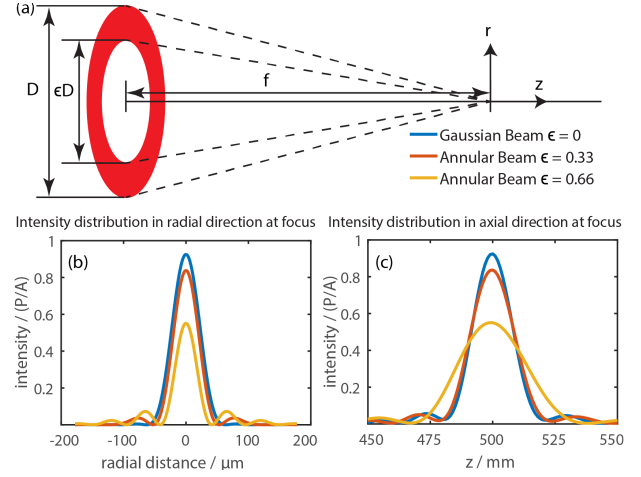 (a)
r
D
ϵD
f
z
Gaussian Beam ϵ = 0
Annular Beam ϵ = 0.33
Annular Beam ϵ = 0.66
Intensity distribution in radial direction at focus
(b)
intensity / (P/A)
1
0.8
0.6
0.4
0.2
-200
-100
0
100
200
radial distance / µm
Intensity distribution in axial direction at focus
(c)
intensity / (P/A)
1
0.8
0.6
0.4
0.2
450
475
500
525
550
z / mm